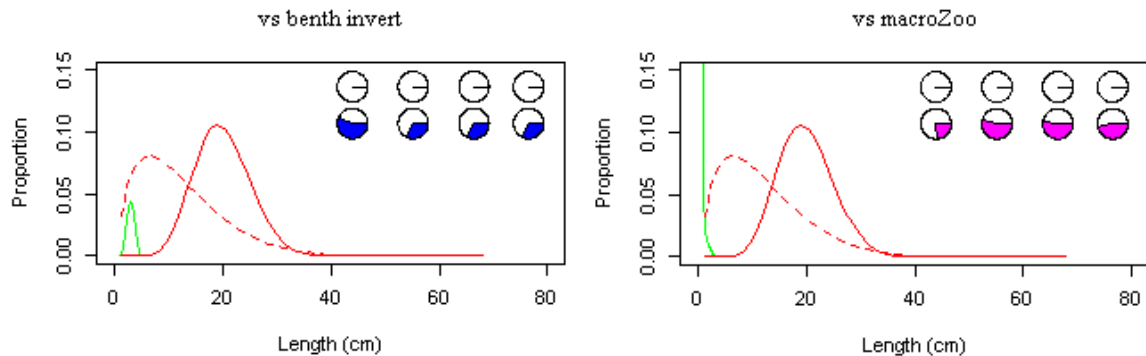 vs benth invert
0.15
0.10
0.05
0.00
Proportion
0 20 40 60 80
Length (cm)
vs macroZoo
0.15
0.10
0.05
0.00
Proportion
0 20 40 60 80
Length (cm)